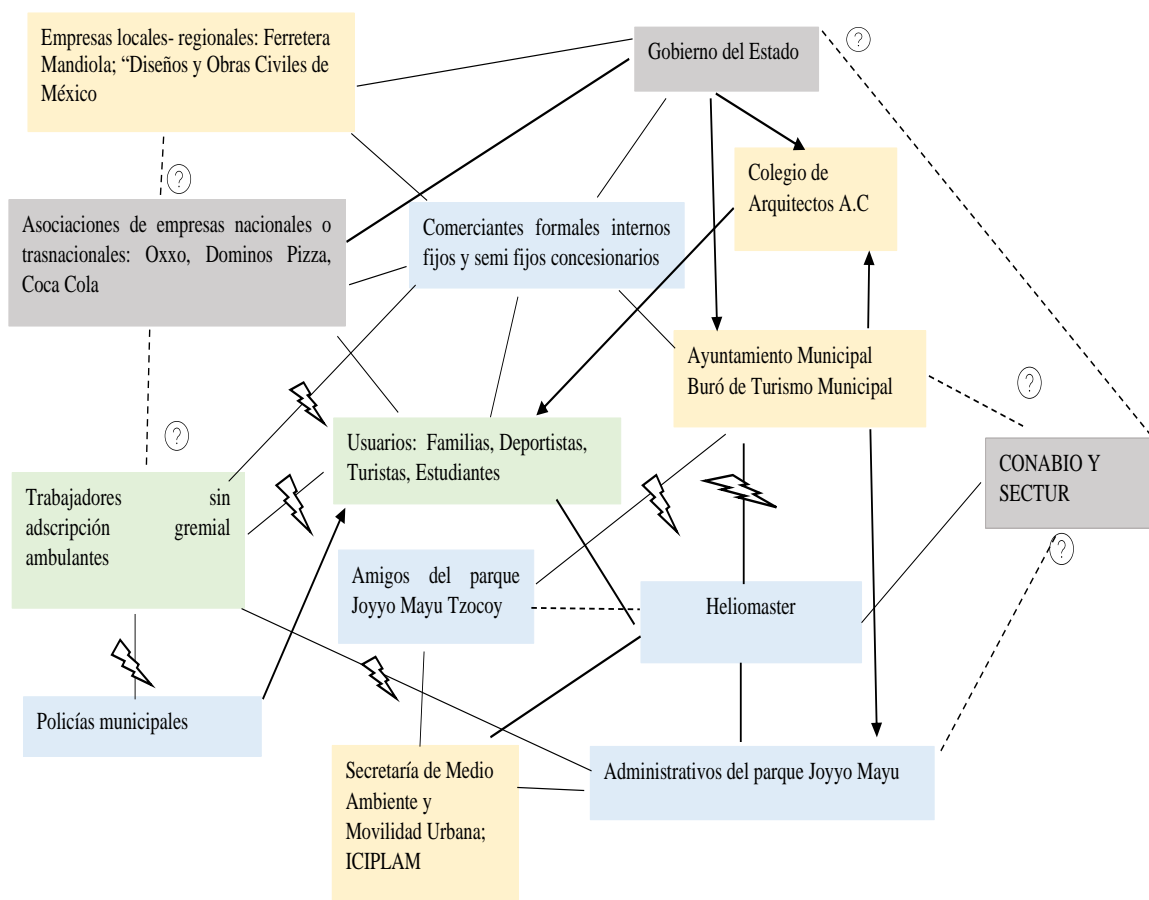 Empresas locales- regionales: Ferretera
Mandiola; “Diseños y Obras Civiles de
México
Gobierno del Estado
?
Colegio de
Arquitectos A.C
?
Asociaciones de empresas nacionales o
trasnacionales: Oxxo, Dominos Pizza,
Coca Cola
Comerciantes formales internos
fijos y semi fijos concesionarios
Ayuntamiento Municipal
Buró de Turismo Municipal
?
?
Usuarios: Familias, Deportistas,
Turistas, Estudiantes
CONABIO Y
SECTUR
Trabajadores sin
adscripción gremial
ambulantes
?
Amigos del parque
Joyyo Mayu Tzocoy
Heliomaster
Policías municipales
Secretaría de Medio
Ambiente y
Movilidad Urbana;
ICIPLAM
Administrativos del parque Joyyo Mayu